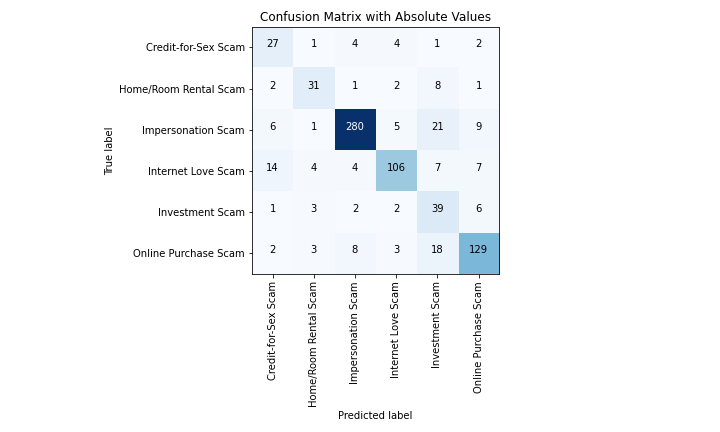 Confusion Matrix with Absolute Values
True label
Credit-for-Sex Scam 27 1 4 4 1 2
Home/Room Rental Scam 2 31 1 2 8 1
Impersonation Scam 6 1 280 5 21 9
Internet Love Scam 14 4 4 106 7 7
Investment Scam 1 3 2 2 39 6
Online Purchase Scam 2 3 8 3 18 129
Credit-for-Sex Scam
Home/Room Rental Scam
Impersonation Scam
Internet Love Scam
Investment Scam
Online Purchase Scam
Predicted label